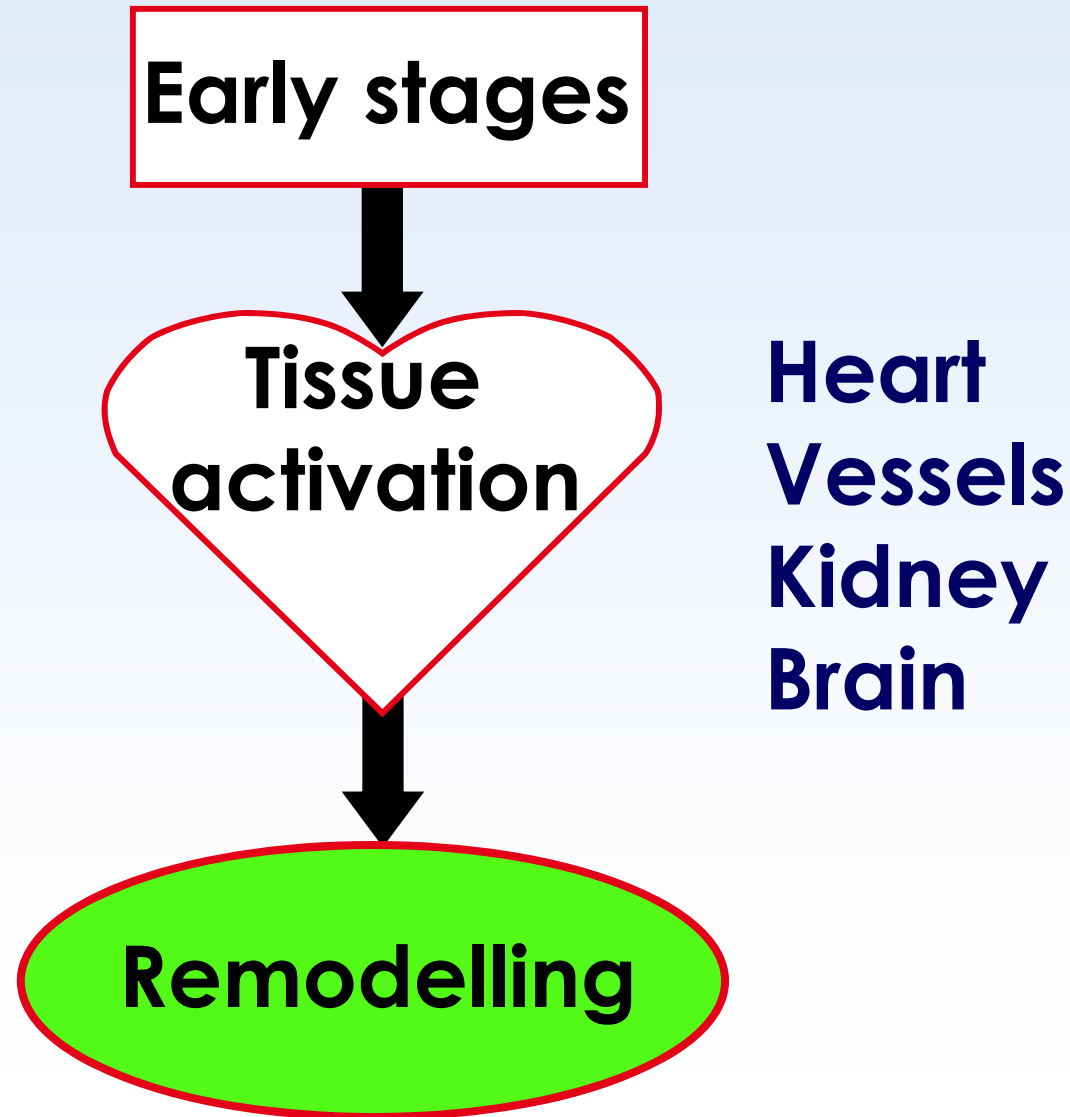 Early stages
Tissue
activation
Heart
Vessels
Kidney
Brain
Remodelling